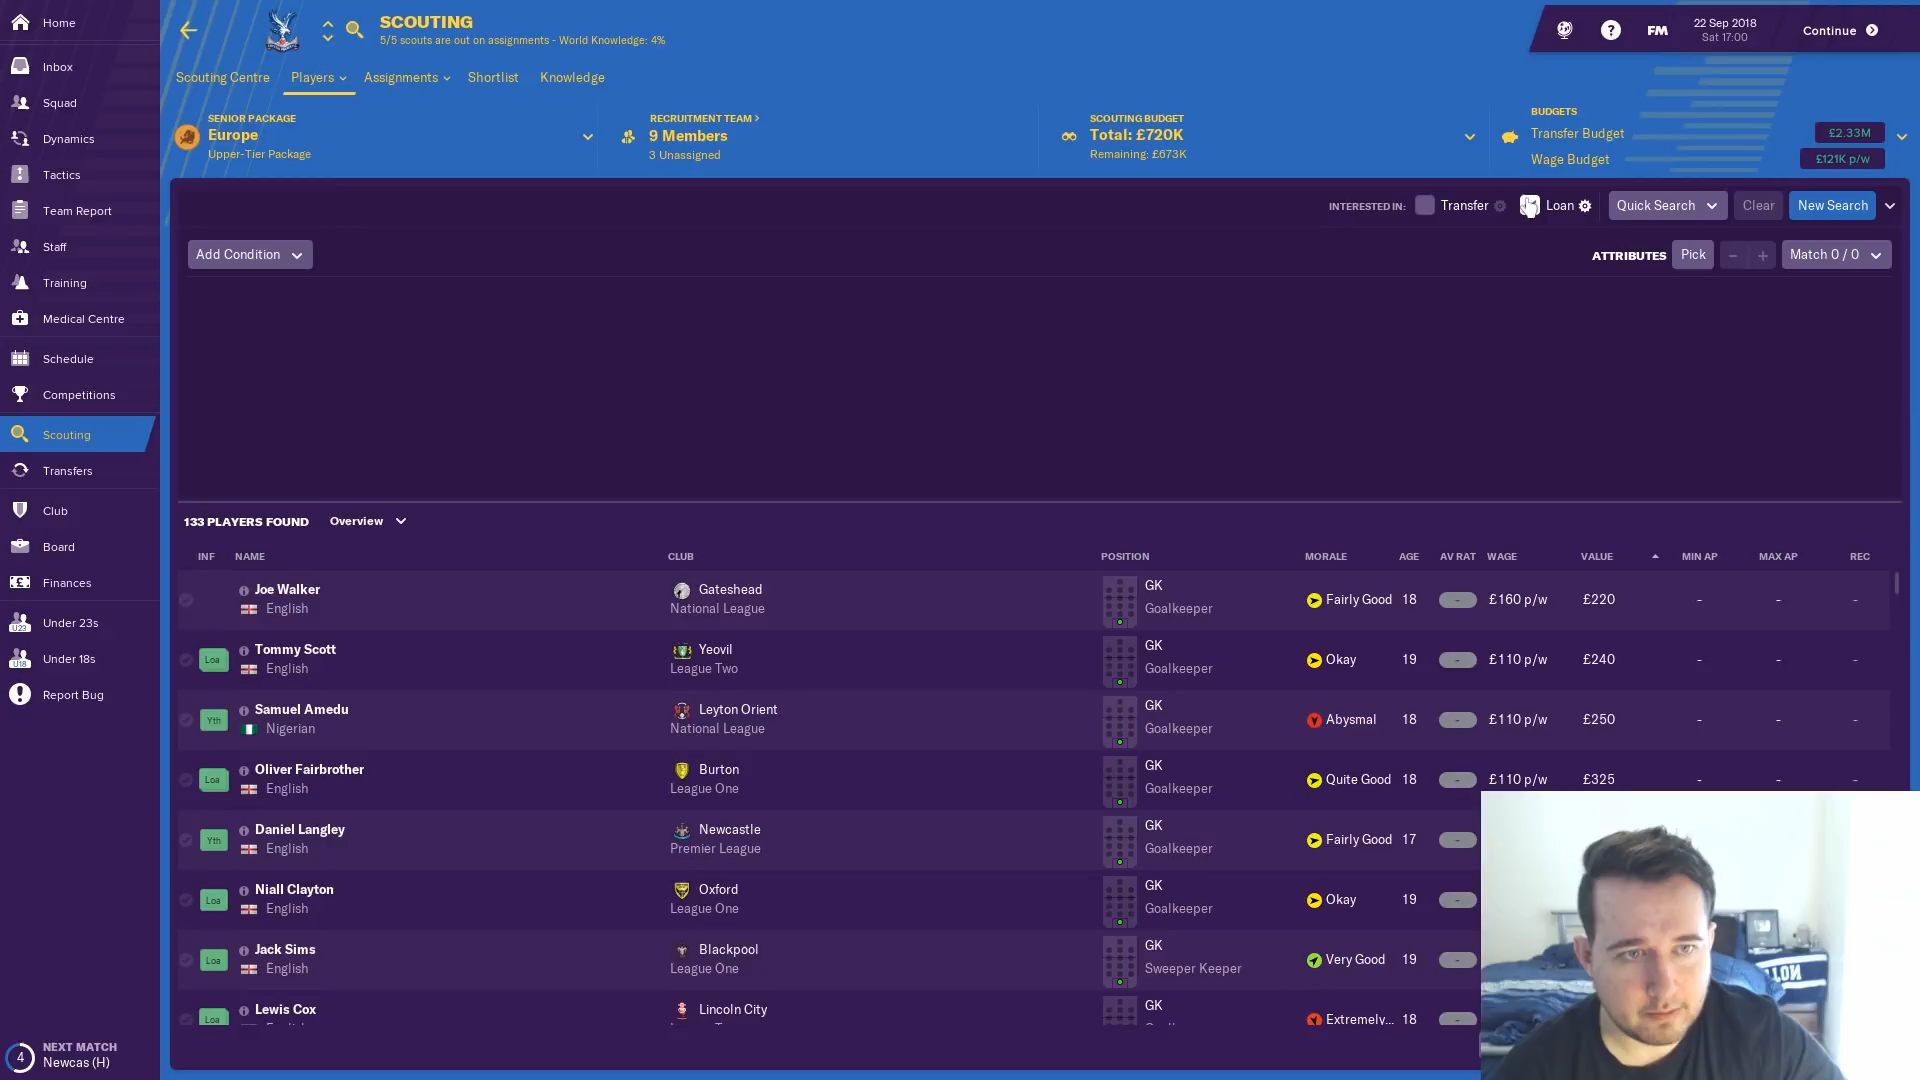 Home
Inbox
Squad
Dynamics
Tactics
Team Report
Staff
Training
Medical Centre
Schedule
Competitions
Scouting
Transfers
Club
Board
Finances
U23
Under 23s
U18
Under 18s
Report Bug
4
NEXT MATCH
Newcas (H)
SCOUTING
5/5 scouts are out on assignments - World Knowledge: 4%
FM
22 Sep 2018
Sat 17:00
Continue
Scouting Centre
Players
Assignments
Shortlist
Knowledge
SENIOR PACKAGE
Europe
Upper-Tier Package
RECRUITMENT TEAM >
9 Members
3 Unassigned
SCOUTING BUDGET
Total: £720K
Remaining: £673K
BUDGETS
Transfer Budget £2.33M
Wage Budget £121K p/w
INTERESTED IN: Transfer Loan Quick Search Clear New Search
Add Condition
ATTRIBUTES Pick - + Match 0 / 0
133 PLAYERS FOUND Overview
INF NAME CLUB POSITION MORALE AGE AV RAT WAGE VALUE MIN AP MAX AP REC
Joe Walker Gateshead GK
Fairly Good 18 - £160 p/w £220 - - -
English National League Goalkeeper
Tommy Scott Yeovil GK
Loa Okay 19 - £110 p/w £240 - - -
English League Two Goalkeeper
Samuel Amedu Leyton Orient GK
Yth Abysmal 18 - £110 p/w £250 - - -
Nigerian National League Goalkeeper
Oliver Fairbrother Burton GK
Loa Quite Good 18 - £110 p/w £325 - - -
English League One Goalkeeper
Daniel Langley Newcastle GK
Yth Fairly Good 17 -
English Premier League Goalkeeper
Niall Clayton Oxford GK
Loa Okay 19 -
English League One Goalkeeper
Jack Sims Blackpool GK
Loa Very Good 19 -
English League One Sweeper Keeper
Lewis Cox Lincoln City GK
Loa Extremely... 18 -